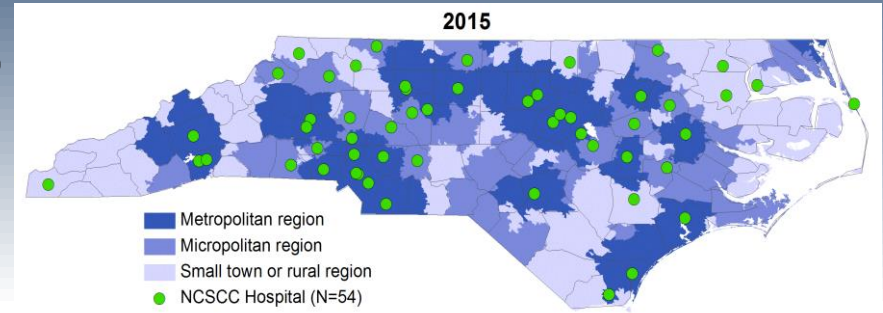 2015
Metropolitan region
Micropolitan region
Small town or rural region
NCSCC Hospital (N=54)